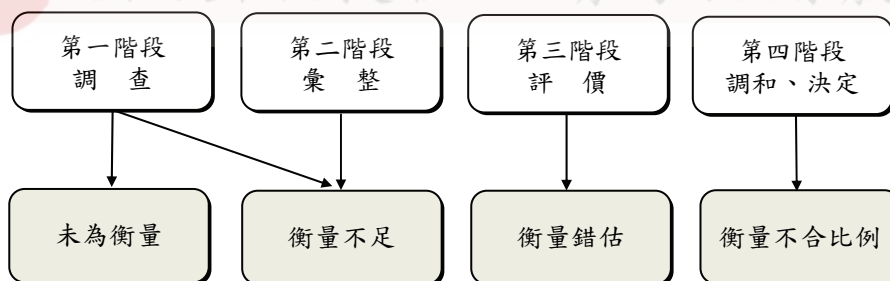 第一階段
調 查
第二階段
彙 整
第三階段
評 價
第四階段
調和、決定
未為衡量
衡量不足
衡量錯估
衡量不合比例